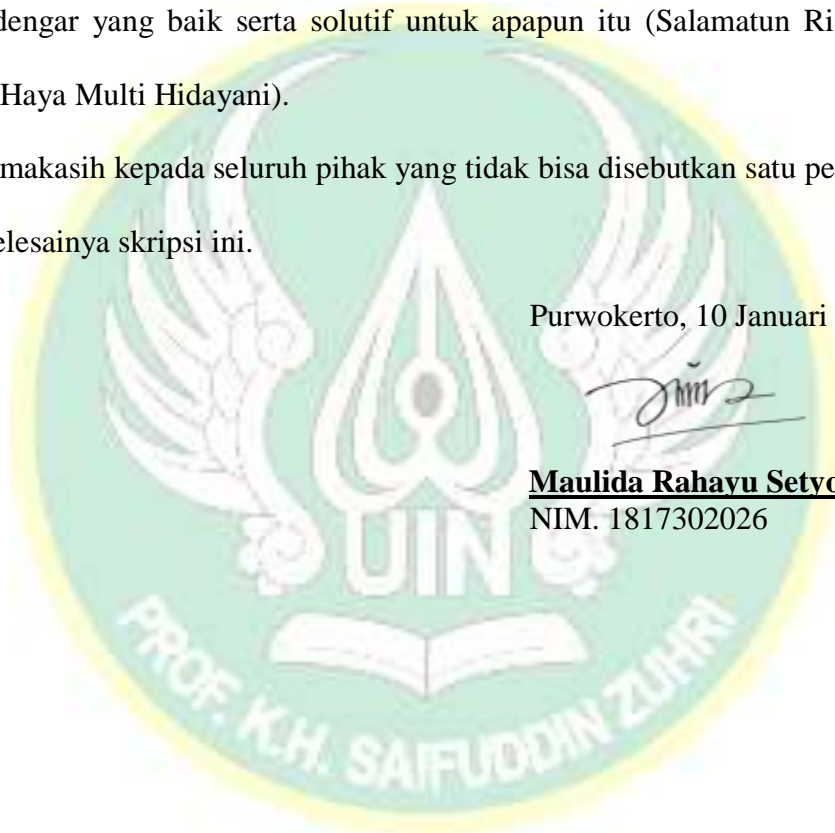 dengar yang baik serta solutif untuk apapun itu (Salamatun Ri
Haya Multi Hidayani).
makasih kepada seluruh pihak yang tidak bisa disebutkan satu pe
elesainya skripsi ini.
Purwokerto, 10 Januari
Maulida Rahayu Setyo
NIM. 1817302026
UIN
PROF. K.H. SAIFUDDIN ZUHRI